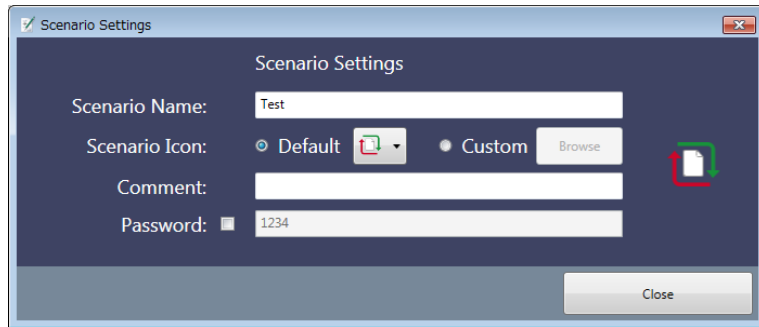 Scenario Settings
Scenario Settings
Scenario Name: Test
Scenario Icon: Default Custom Browse
Comment:
Password: 1234
Close